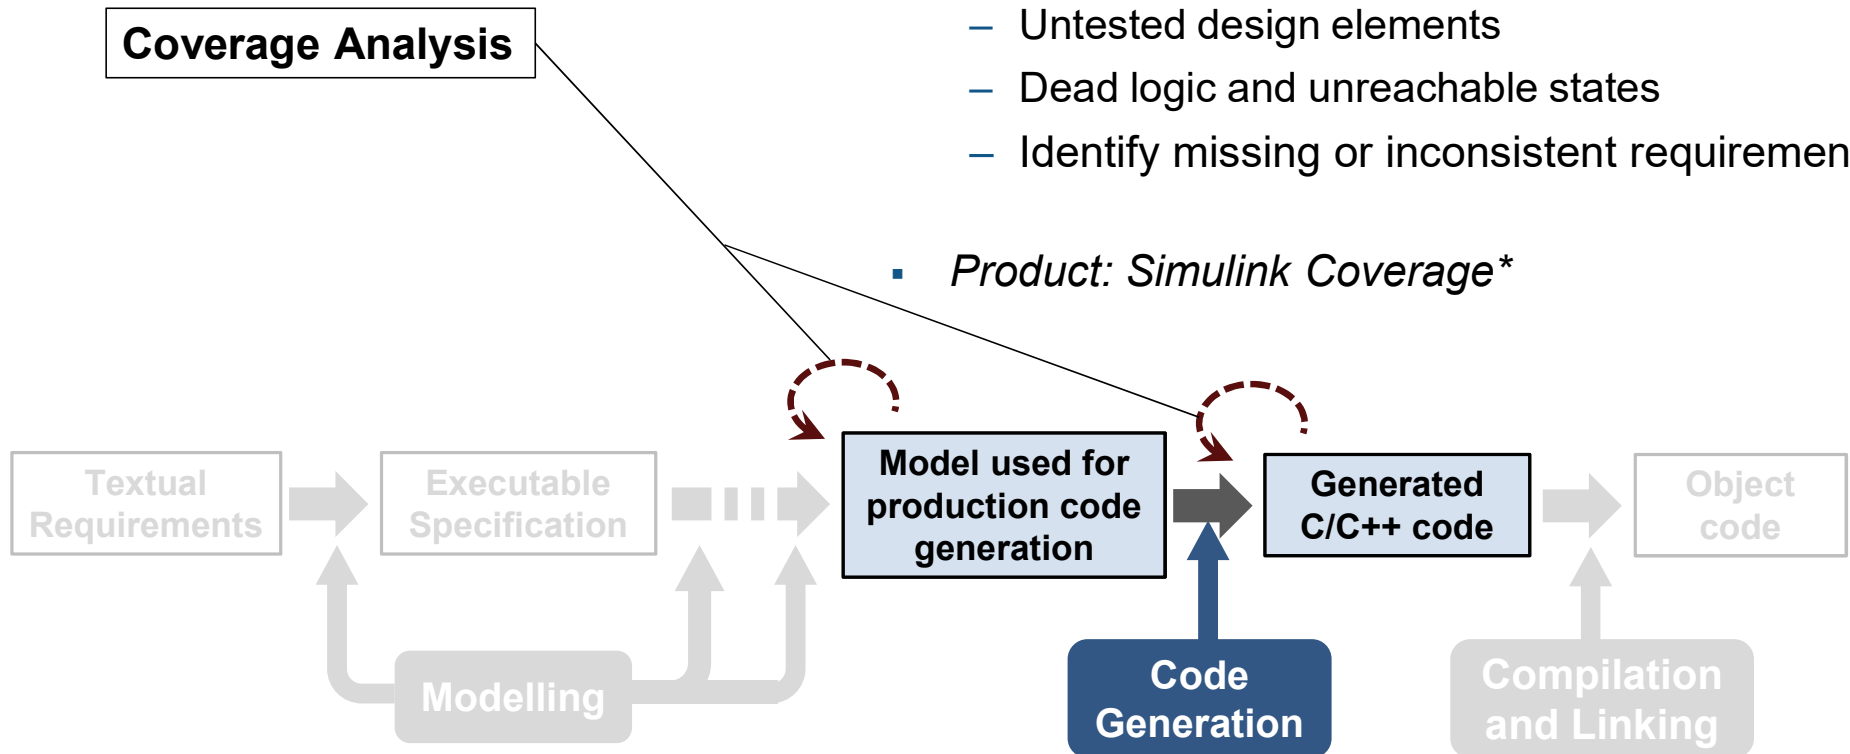 Coverage Analysis
– Untested design elements
– Dead logic and unreachable states
– Identify missing or inconsistent requiremen
▪ Product: Simulink Coverage*
Textual
Requirements
Executable
Specification
Model used for
production code
generation
Generated
C/C++ code
Object
code
Modelling
Code
Generation
Compilation
and Linking